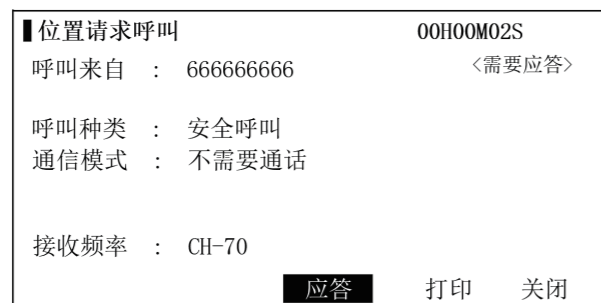 位置请求呼叫 00H00M02S
呼叫来自 : 666666666 <需要应答>
呼叫种类 : 安全呼叫
通信模式 : 不需要通话
接收频率 : CH-70
应答 打印 关闭